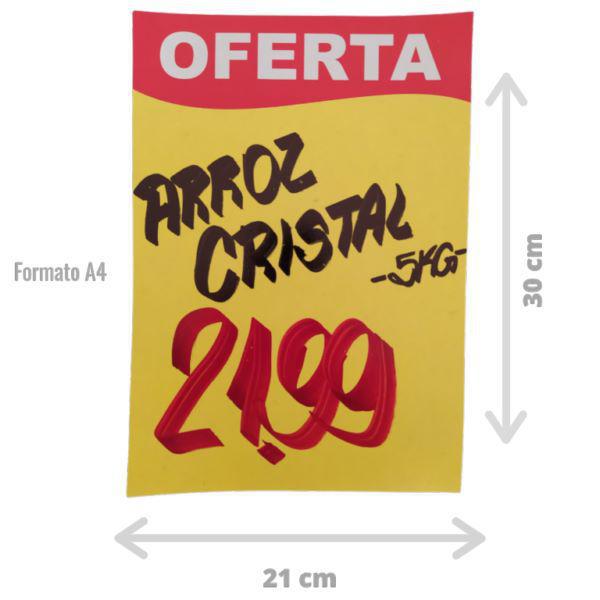 OFERTA
ARROZ
CRISTAL
-5KG-
21,99
Formato A4
30 cm
21 cm